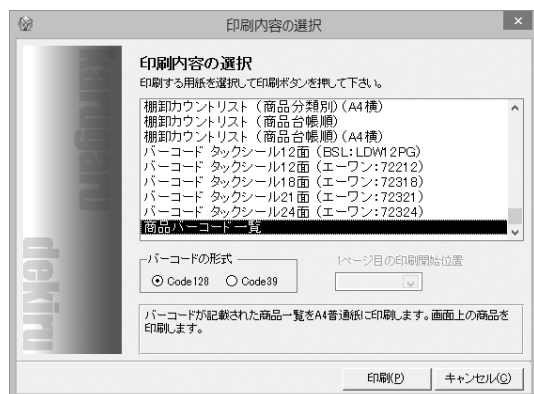 印刷内容の選択
印刷内容の選択
印刷する用紙を選択して印刷ボタンを押して下さい。
棚卸カウントリスト（商品分類別）(A4横)
棚卸カウントリスト（商品台帳順）
棚卸カウントリスト（商品台帳順）(A4横)
バーコード タックシール12面（BSL:LDW12PG）
バーコード タックシール12面（エーワン:72212）
バーコード タックシール18面（エーワン:72318）
バーコード タックシール21面（エーワン:72321）
バーコード タックシール24面（エーワン:72324）
商品バーコード一覧
バーコードの形式
1ページ目の印刷開始位置
Code128 Code39
バーコードが記載された商品一覧をA4普通紙に印刷します。画面上の商品を
印刷します。
印刷(P) キャンセル(C)
karugaru
dekiru